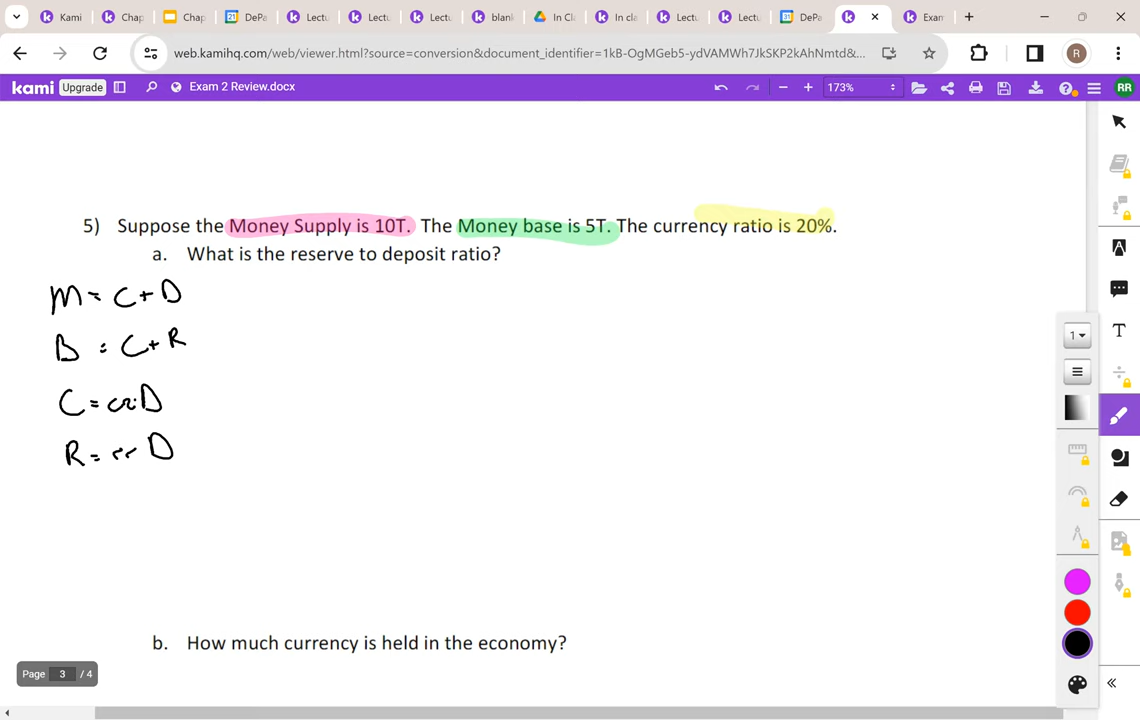 Kami
Chap
Chap
DePa
Lectu
Lectu
Lectu
blank
In Cla
In cla
Lectu
Lectu
DePa
Exan
web.kamihq.com/web/viewer.html?source=conversion&document_identifier=1kB-OgMGeb5-ydVAMWh7JkSKP2kAhNmtd&...
R
kami Upgrade Exam 2 Review.docx 173% RR
5) Suppose the Money Supply is 10T. The Money base is 5T. The currency ratio is 20%.
a. What is the reserve to deposit ratio?
M = C + D
B = C + R
C = cr · D
R = rr D
1
T
b. How much currency is held in the economy?
Page 3 / 4